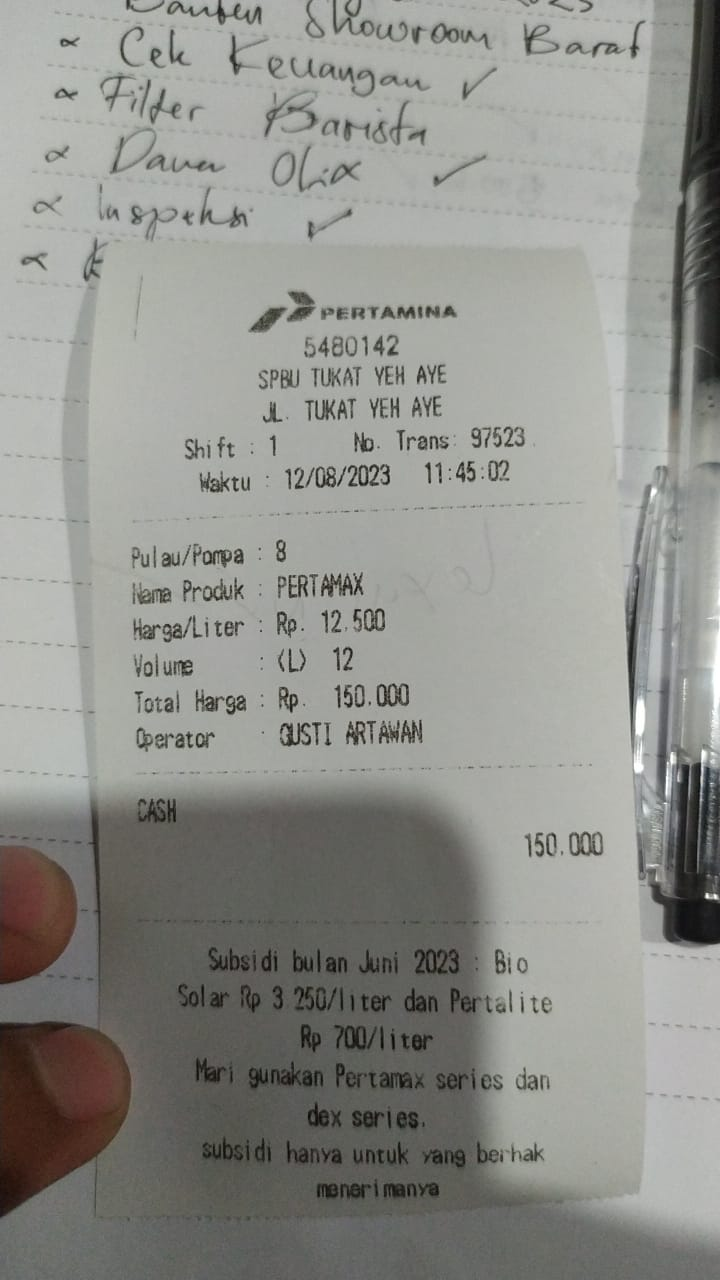 Banten Showroom Barat
∝ Cek Keuangan ✓
∝ Filter Barista
∝ Dana Olix ✓
∝ Inspeksi ✓
∝
PERTAMINA
5480142
SPBU TUKAT YEH AYE
JL. TUKAT YEH AYE
Shift : 1 No. Trans: 97523
Waktu : 12/08/2023 11:45:02
Pulau/Pompa : 8
Nama Produk : PERTAMAX
Harga/Liter : Rp. 12.500
Volume : (L) 12
Total Harga : Rp. 150.000
Operator : GUSTI ARTAWAN
CASH
150.000
Subsidi bulan Juni 2023 : Bio
Solar Rp 3.250/liter dan Pertalite
Rp 700/liter
Mari gunakan Pertamax series dan
dex series.
subsidi hanya untuk yang berhak
menerimanya